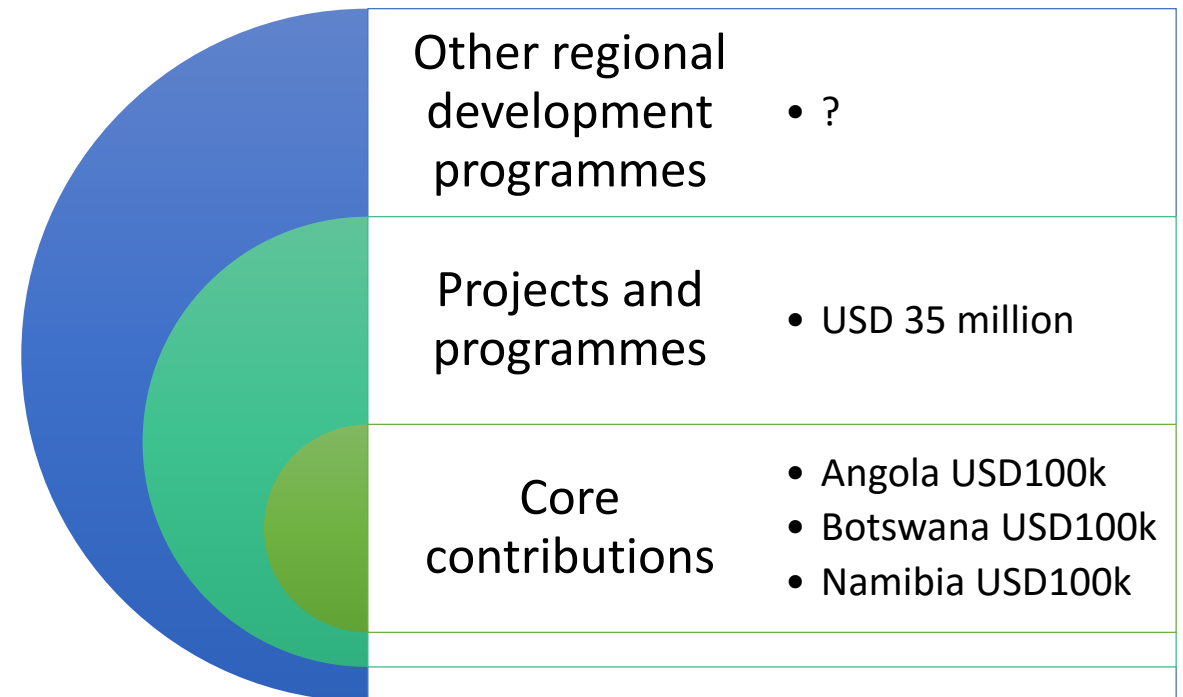 Other regional
development
programmes
• ?
Projects and
programmes
• USD 35 million
Core
contributions
• Angola USD100k
• Botswana USD100k
• Namibia USD100k